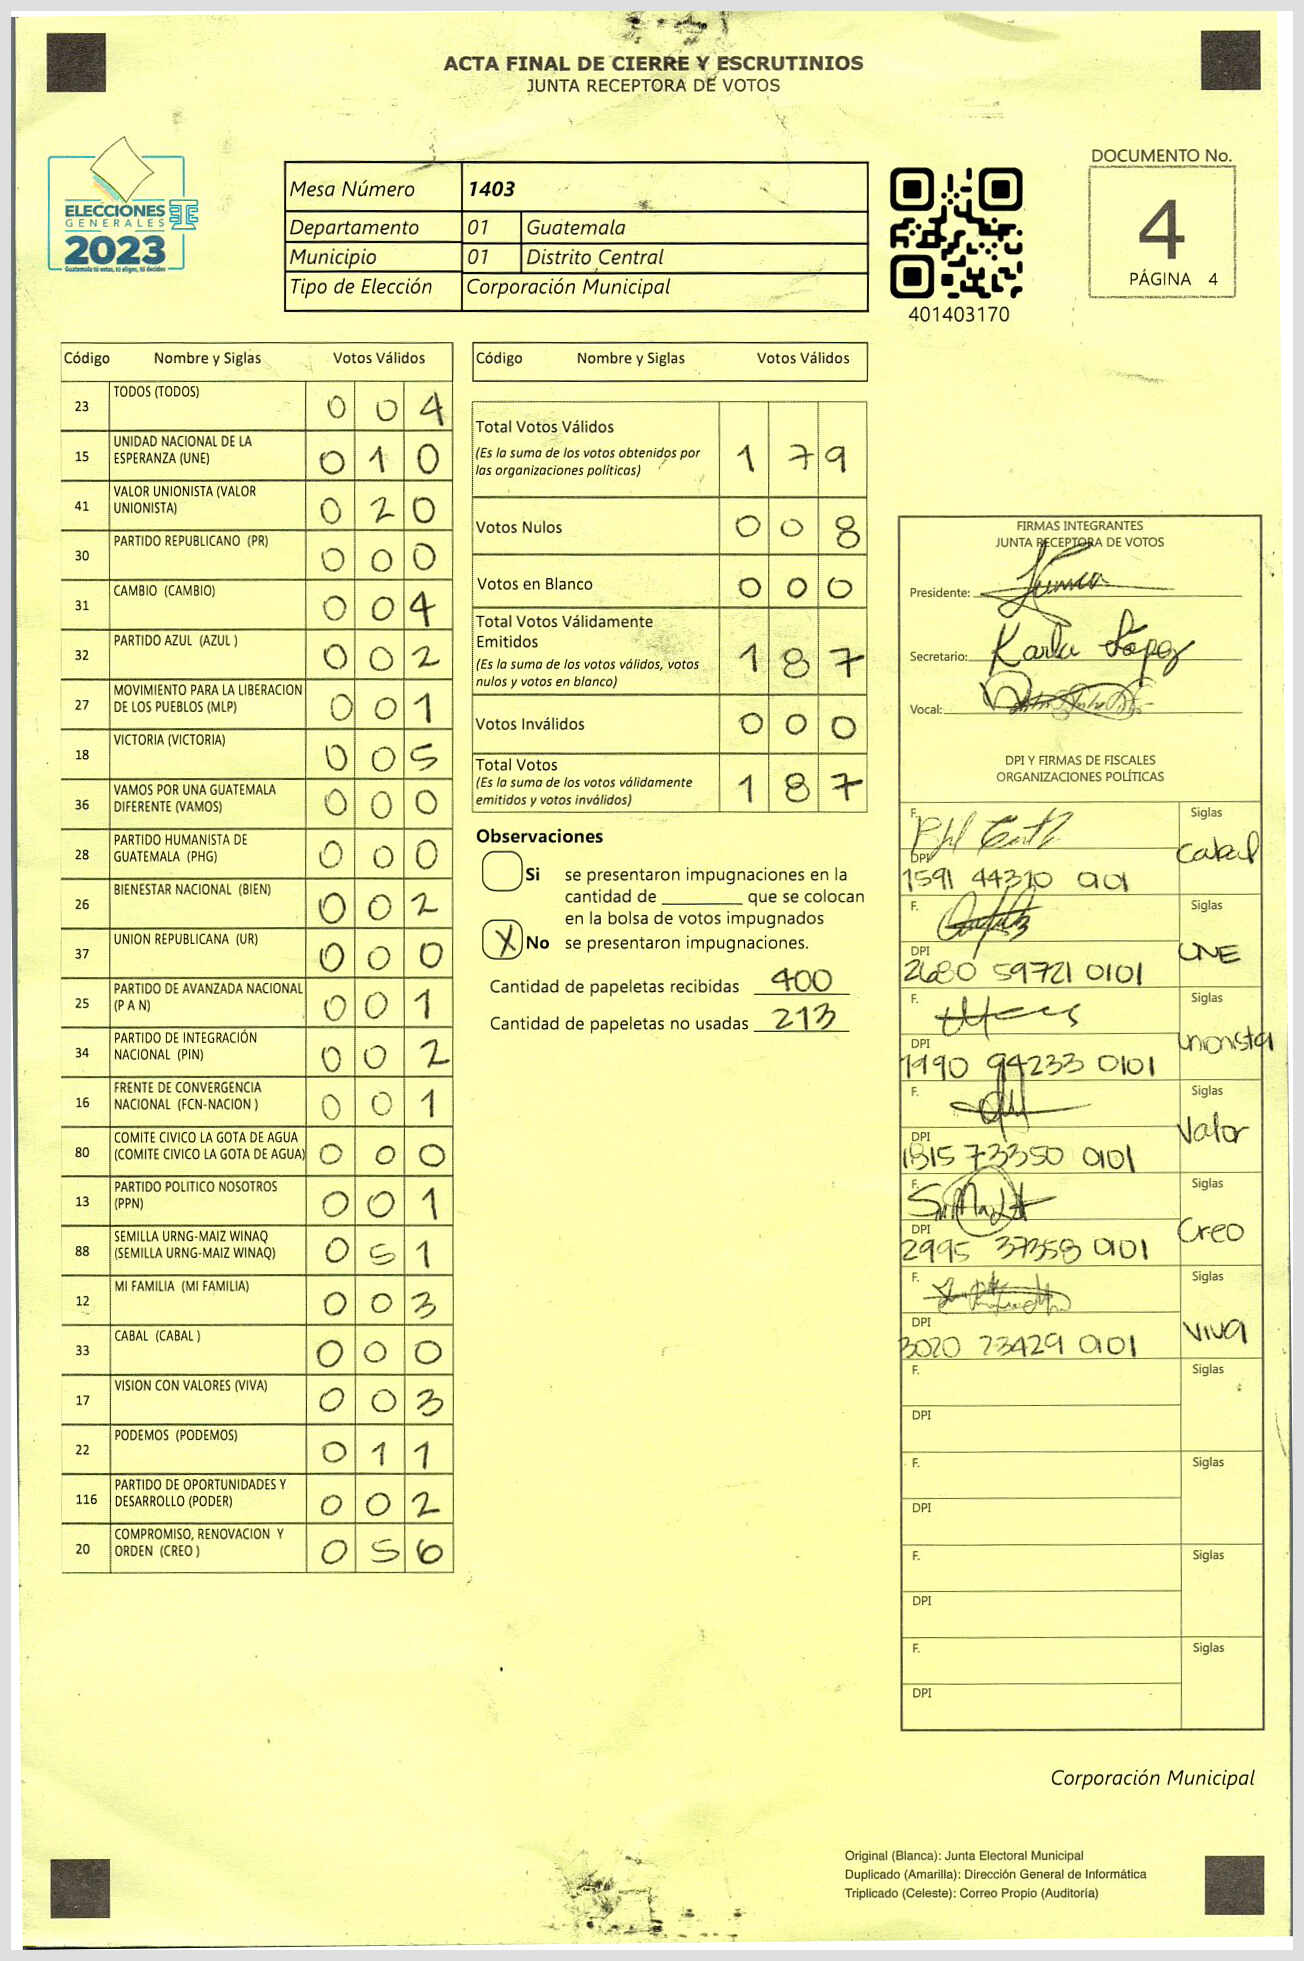 ACTA FINAL DE CIERRE Y ESCRUTINIOS
JUNTA RECEPTORA DE VOTOS
ELECCIONES
GENERALES
2023
Guatemala tú votas, tú eliges, tú decides
Mesa Número 1403
Departamento 01 Guatemala
Municipio 01 Distrito Central
Tipo de Elección Corporación Municipal
401403170
DOCUMENTO No.
4
PÁGINA 4
Código Nombre y Siglas Votos Válidos
23 TODOS (TODOS) 0 0 4
15 UNIDAD NACIONAL DE LA ESPERANZA (UNE) 0 1 0
41 VALOR UNIONISTA (VALOR UNIONISTA) 0 2 0
30 PARTIDO REPUBLICANO (PR) 0 0 0
31 CAMBIO (CAMBIO) 0 0 4
32 PARTIDO AZUL (AZUL ) 0 0 2
27 MOVIMIENTO PARA LA LIBERACION DE LOS PUEBLOS (MLP) 0 0 1
18 VICTORIA (VICTORIA) 0 0 5
36 VAMOS POR UNA GUATEMALA DIFERENTE (VAMOS) 0 0 0
28 PARTIDO HUMANISTA DE GUATEMALA (PHG) 0 0 0
26 BIENESTAR NACIONAL (BIEN) 0 0 2
37 UNION REPUBLICANA (UR) 0 0 0
25 PARTIDO DE AVANZADA NACIONAL (P A N) 0 0 1
34 PARTIDO DE INTEGRACIÓN NACIONAL (PIN) 0 0 2
16 FRENTE DE CONVERGENCIA NACIONAL (FCN-NACION ) 0 0 1
80 COMITE CIVICO LA GOTA DE AGUA (COMITE CIVICO LA GOTA DE AGUA) 0 0 0
13 PARTIDO POLITICO NOSOTROS (PPN) 0 0 1
88 SEMILLA URNG-MAIZ WINAQ (SEMILLA URNG-MAIZ WINAQ) 0 5 1
12 MI FAMILIA (MI FAMILIA) 0 0 3
33 CABAL (CABAL ) 0 0 0
17 VISION CON VALORES (VIVA) 0 0 3
22 PODEMOS (PODEMOS) 0 1 1
116 PARTIDO DE OPORTUNIDADES Y DESARROLLO (PODER) 0 0 2
20 COMPROMISO, RENOVACION Y ORDEN (CREO ) 0 5 6
Código Nombre y Siglas Votos Válidos
Total Votos Válidos 1 7 9
(Es la suma de los votos obtenidos por
las organizaciones políticas)
Votos Nulos 0 0 8
Votos en Blanco 0 0 0
Total Votos Válidamente
Emitidos 1 8 7
(Es la suma de los votos válidos, votos
nulos y votos en blanco)
Votos Inválidos 0 0 0
Total Votos 1 8 7
(Es la suma de los votos válidamente
emitidos y votos inválidos)
Observaciones
Si se presentaron impugnaciones en la
cantidad de ________ que se colocan
en la bolsa de votos impugnados
X No se presentaron impugnaciones.
Cantidad de papeletas recibidas 400
Cantidad de papeletas no usadas 213
FIRMAS INTEGRANTES
JUNTA RECEPTORA DE VOTOS
Presidente:
Secretario: Karla López
Vocal:
DPI Y FIRMAS DE FISCALES
ORGANIZACIONES POLÍTICAS
F. Siglas
Cabal
DPI
1591 44310 0101
F. Siglas
UNE
DPI
2680 59721 0101
F. Siglas
Unionista
DPI
1990 94233 0101
F. Siglas
Valor
DPI
1815 73350 0101
F. Siglas
Creo
DPI
2995 37358 0101
F. Siglas
VIVA
DPI
3020 73429 0101
F. Siglas
DPI
F. Siglas
DPI
F. Siglas
DPI
F. Siglas
DPI
Corporación Municipal
Original (Blanca): Junta Electoral Municipal
Duplicado (Amarilla): Dirección General de Informática
Triplicado (Celeste): Correo Propio (Auditoría)